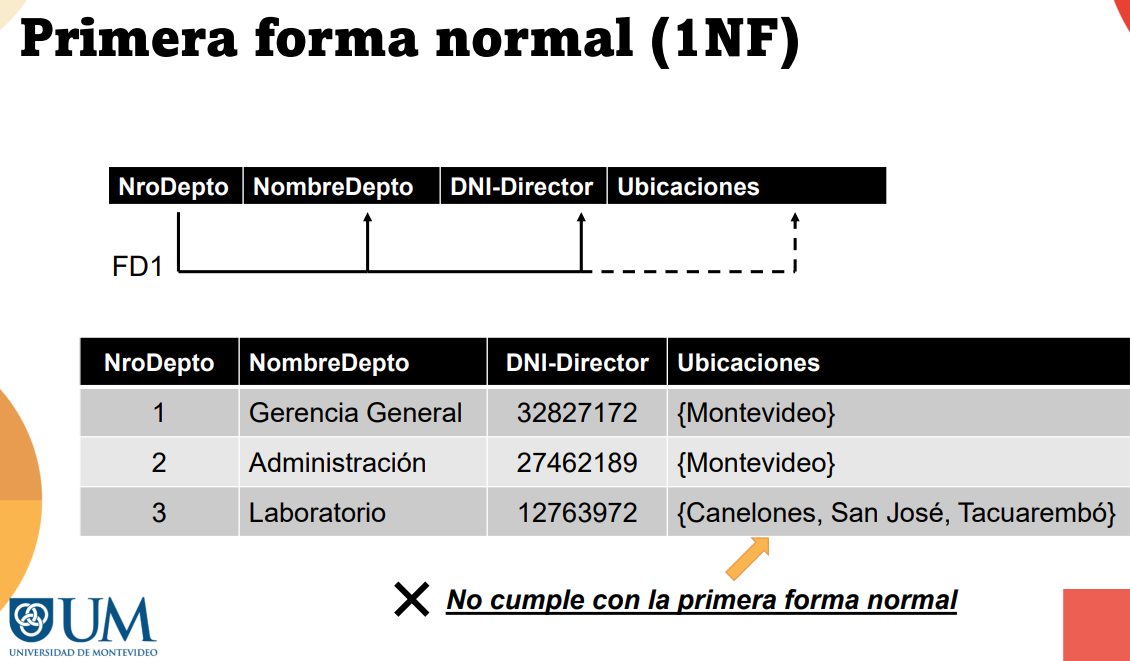 Primera forma normal (1NF)
NroDepto NombreDepto DNI-Director Ubicaciones
FD1
NroDepto NombreDepto DNI-Director Ubicaciones
1 Gerencia General 32827172 {Montevideo}
2 Administración 27462189 {Montevideo}
3 Laboratorio 12763972 {Canelones, San José, Tacuarembó}
No cumple con la primera forma normal
UM
UNIVERSIDAD DE MONTEVIDEO